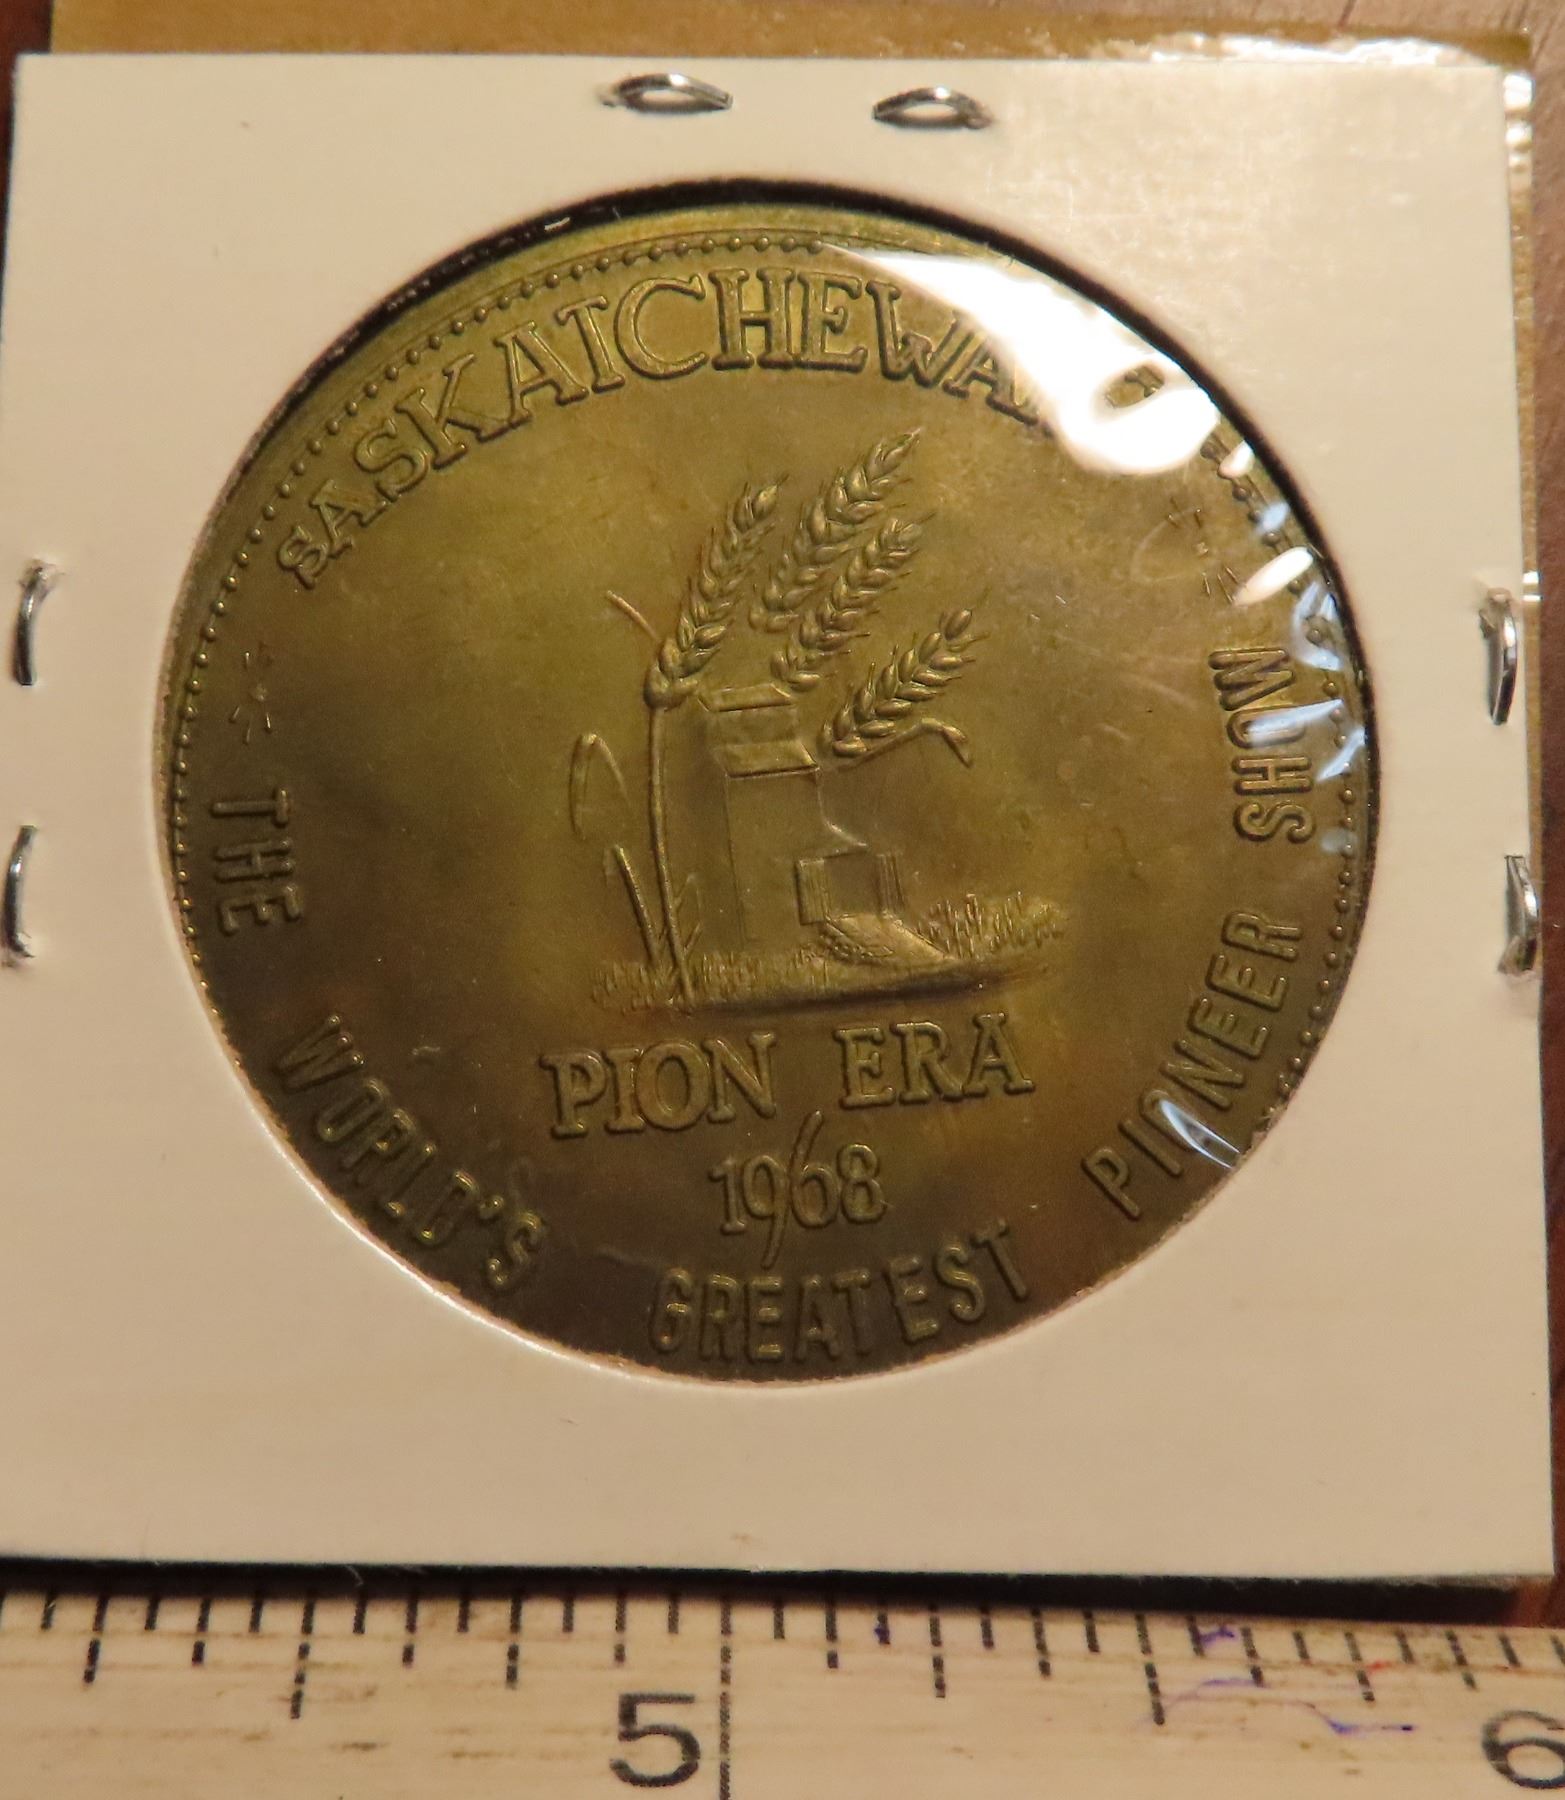 SASKATCHEWAN
PION ERA
1968
THE WORLD'S GREATEST PIONEER SHOW
5 6